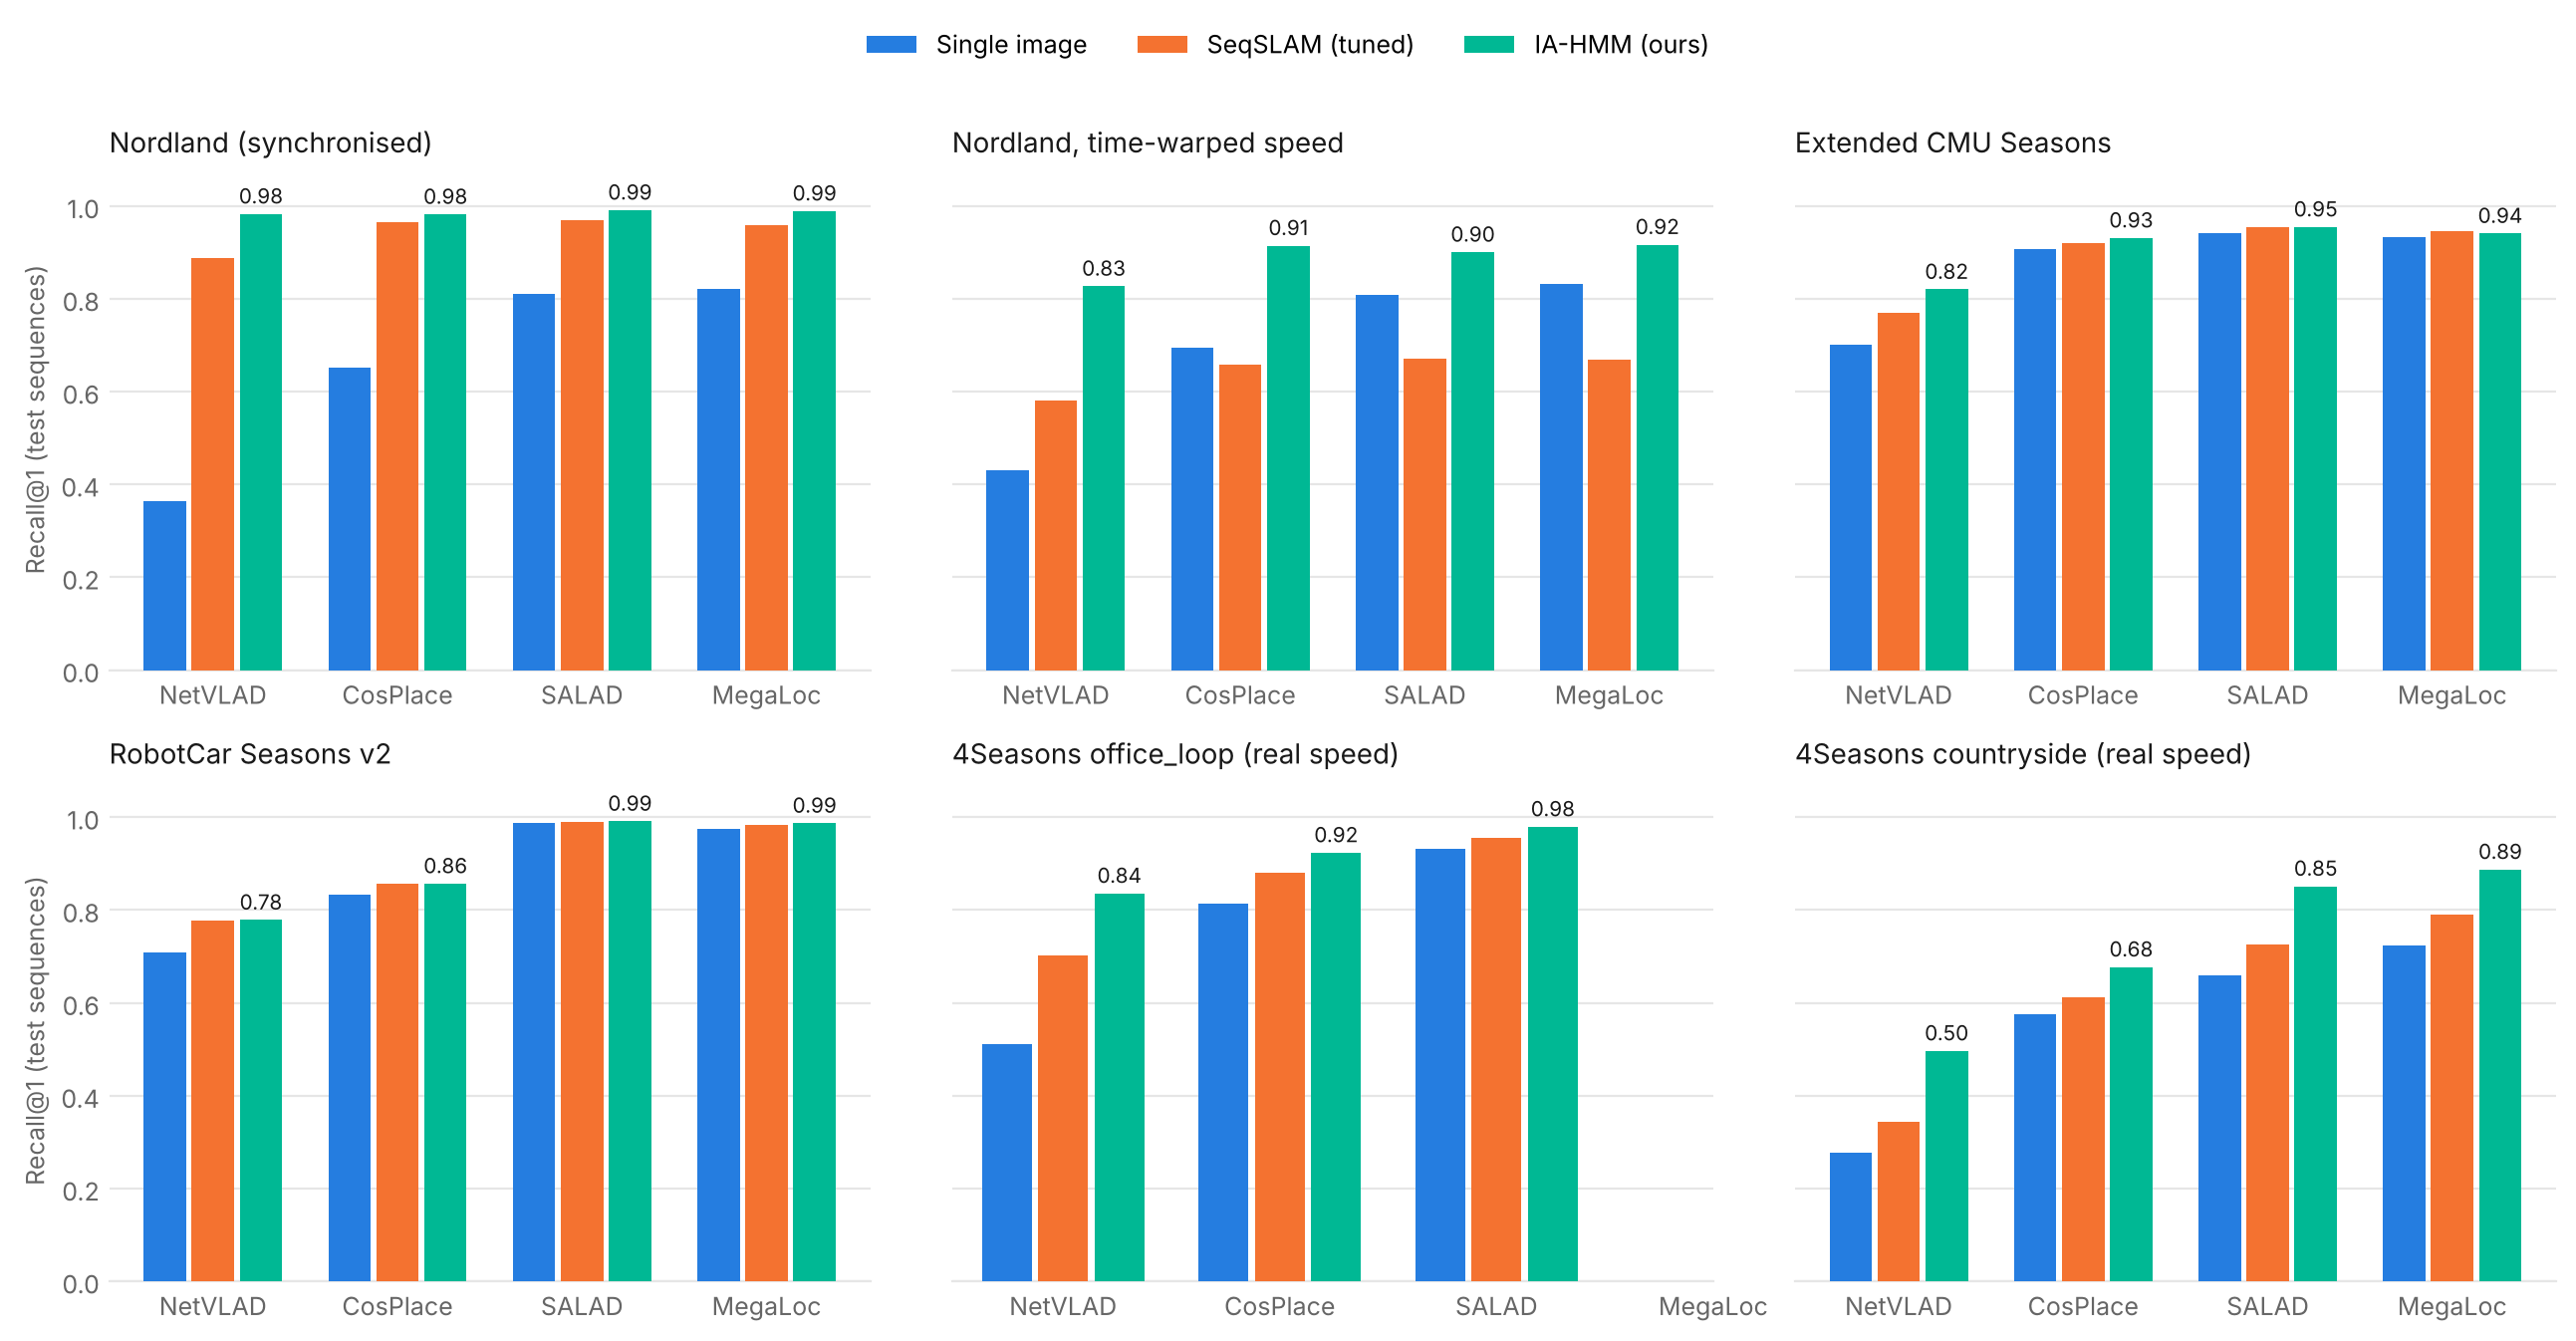 Single image SeqSLAM (tuned) IA-HMM (ours)
Nordland (synchronised)
Recall@1 (test sequences)
1.0
0.8
0.6
0.4
0.2
0.0
0.98 0.98 0.99 0.99
NetVLAD CosPlace SALAD MegaLoc
Nordland, time-warped speed
0.83 0.91 0.90 0.92
NetVLAD CosPlace SALAD MegaLoc
Extended CMU Seasons
0.82 0.93 0.95 0.94
NetVLAD CosPlace SALAD MegaLoc
RobotCar Seasons v2
Recall@1 (test sequences)
1.0
0.8
0.6
0.4
0.2
0.0
0.78 0.86 0.99 0.99
NetVLAD CosPlace SALAD MegaLoc
4Seasons office_loop (real speed)
0.84 0.92 0.98
NetVLAD CosPlace SALAD MegaLoc
4Seasons countryside (real speed)
0.50 0.68 0.85 0.89
NetVLAD CosPlace SALAD MegaLoc